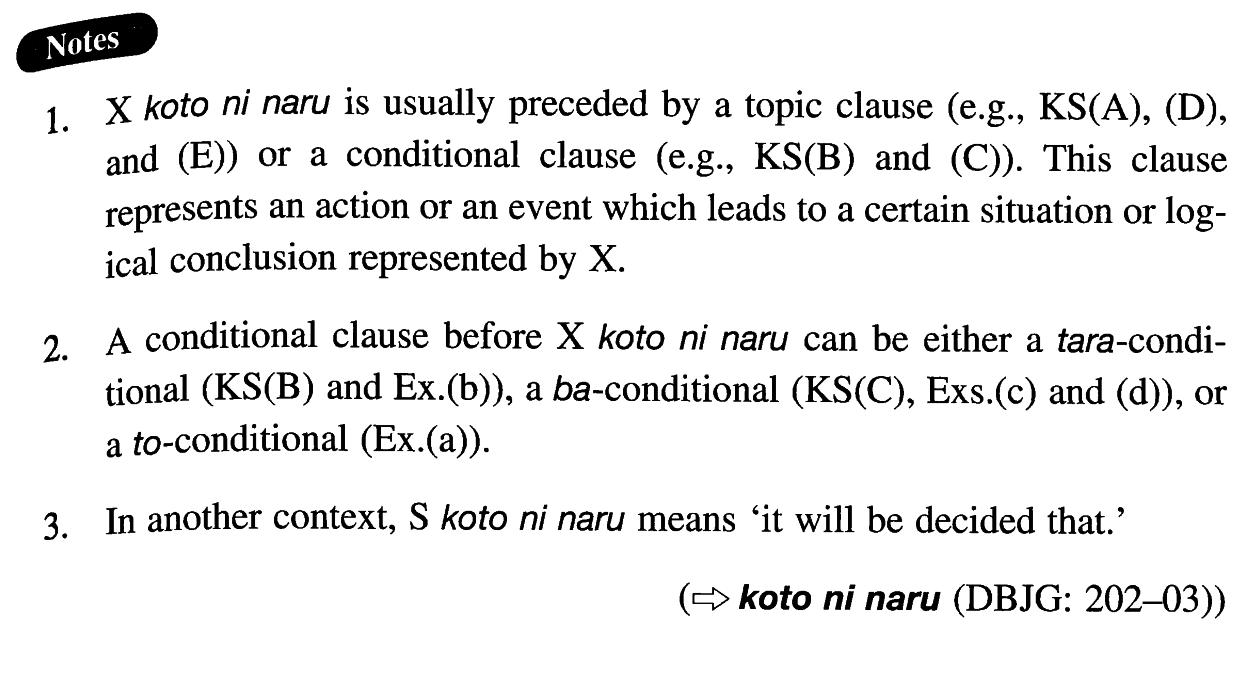 Notes
1. X koto ni naru is usually preceded by a topic clause (e.g., KS(A), (D),
and (E)) or a conditional clause (e.g., KS(B) and (C)). This clause
represents an action or an event which leads to a certain situation or log-
ical conclusion represented by X.
2. A conditional clause before X koto ni naru can be either a tara-condi-
tional (KS(B) and Ex.(b)), a ba-conditional (KS(C), Exs.(c) and (d)), or
a to-conditional (Ex.(a)).
3. In another context, S koto ni naru means ‘it will be decided that.’
(⇨ koto ni naru (DBJG: 202–03))